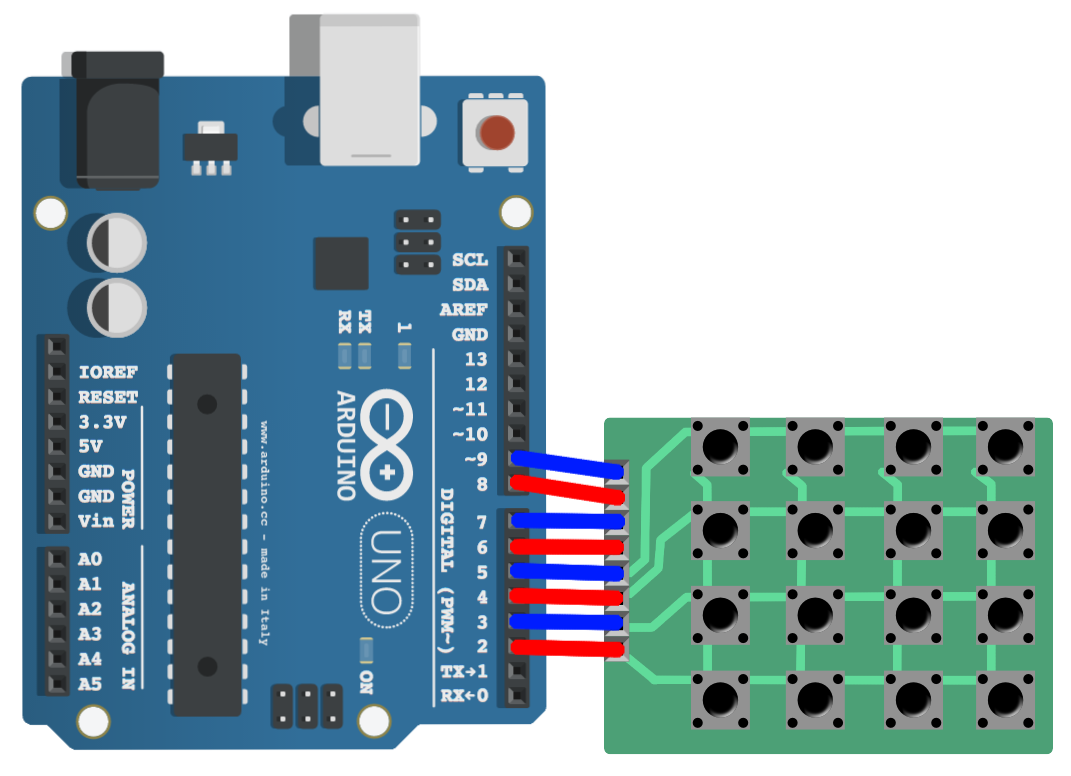 SCL
SDA
AREF
GND
RX
TX
1
13
12
~11
~10
~9
8
IOREF
RESET
3.3V
5V
GND
GND
Vin
POWER
ARDUINO
www.arduino.cc - made in Italy
DIGITAL (PWM~)
UNO
7
6
5
4
3
2
TX→1
RX←0
A0
A1
A2
A3
A4
A5
ANALOG IN
ON